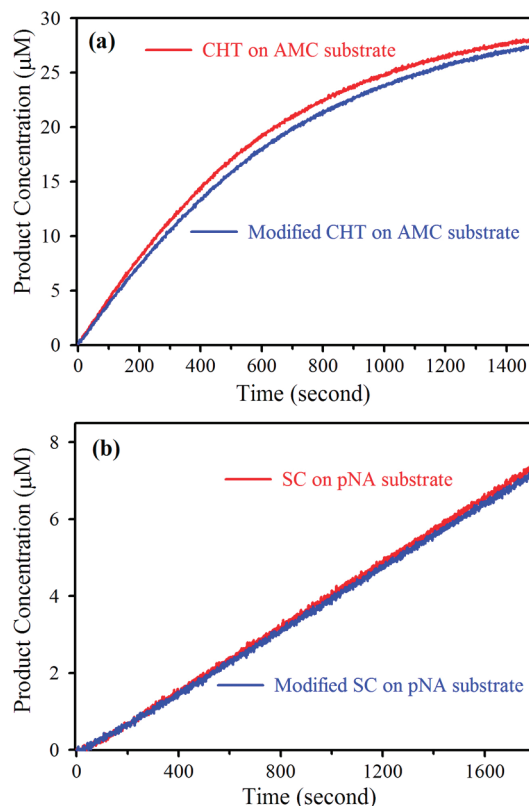 (a)
CHT on AMC substrate
Modified CHT on AMC substrate
Product Concentration (μM)
30
25
20
15
10
5
0
0 200 400 600 800 1000 1200 1400
Time (second)
(b)
SC on pNA substrate
Modified SC on pNA substrate
Product Concentration (μM)
8
6
4
2
0
0 400 800 1200 1600
Time (second)